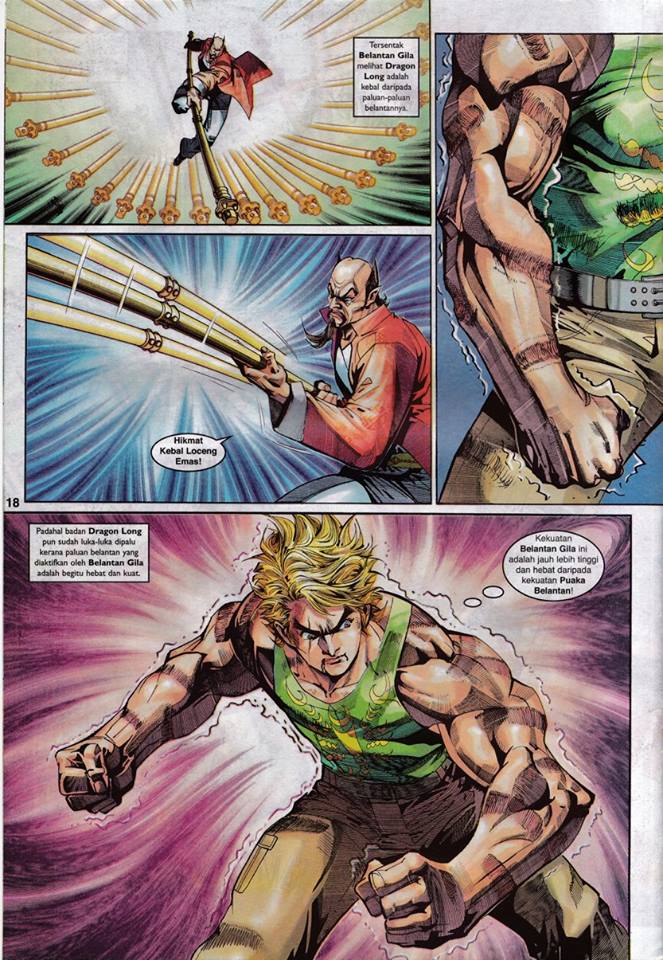 Tersentak
Belantan Gila
melihat Dragon
Long adalah
kebal daripada
paluan-paluan
belantannya.
Hikmat
Kebal Loceng
Emas!
18
Padahal badan Dragon Long
pun sudah luka-luka dipalu
kerana paluan belantan yang
diaktifkan oleh Belantan Gila
adalah begitu hebat dan kuat.
Kekuatan
Belantan Gila ini
adalah jauh lebih tinggi
dan hebat daripada
kekuatan Puaka
Belantan!